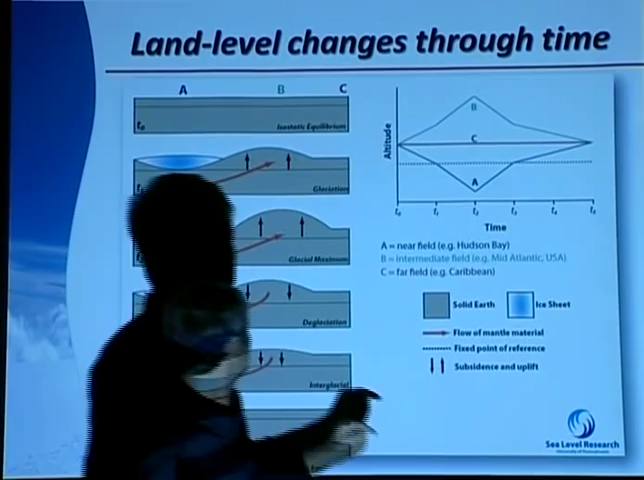 Land-level changes through time
A B C
t₀ Isostatic Equilibrium
Glaciation
Glacial Maximum
Deglaciation
Interglacial
Altitude
B
C
A
t₀ t₁ t₂ t₃ t₄ t₅
Time
A = near field (e.g. Hudson Bay)
B = intermediate field (e.g. Mid Atlantic, USA)
C = far field (e.g. Caribbean)
Solid Earth Ice Sheet
Flow of mantle material
Fixed point of reference
Subsidence and uplift
Sea Level Research
University of Pennsylvania